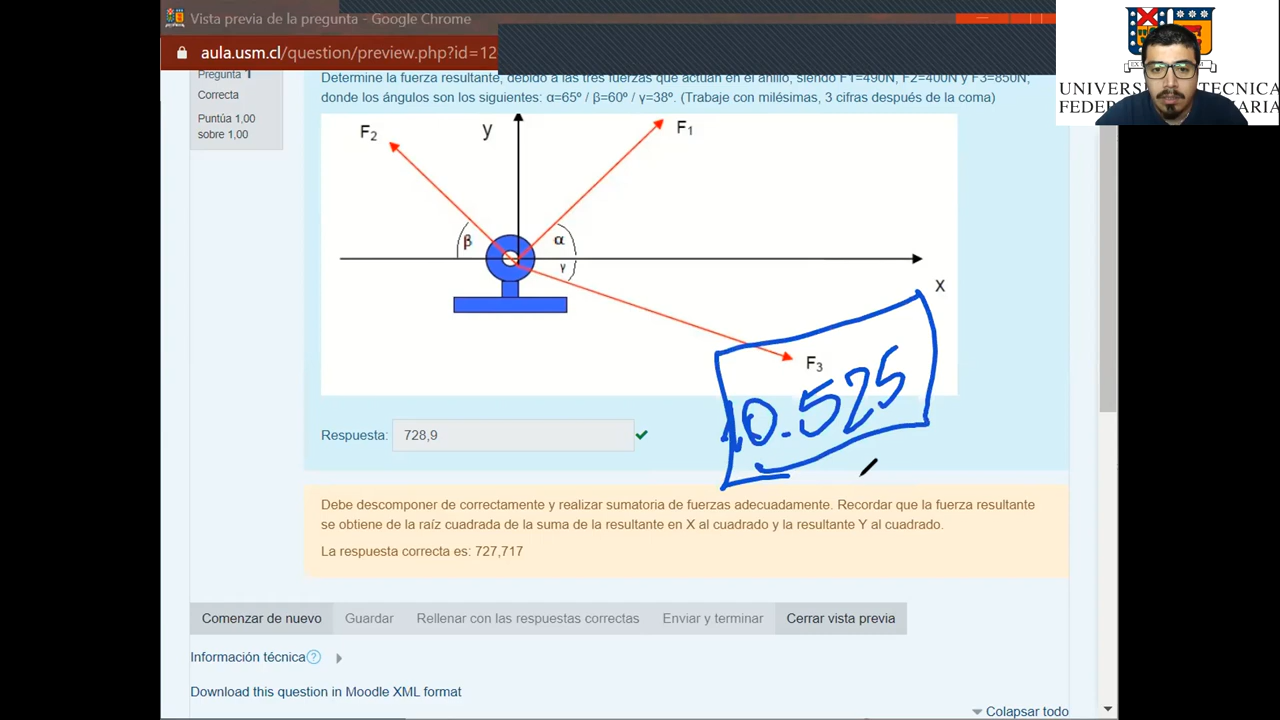 Vista previa de la pregunta - Google Chrome
aula.usm.cl/question/preview.php?id=12
Pregunta 1
Correcta
Puntúa 1,00
sobre 1,00
Determine la fuerza resultante, debido a las tres fuerzas que actúan en el anillo, siendo F1=490N, F2=400N y F3=850N;
donde los ángulos son los siguientes: α=65º / β=60º / γ=38º. (Trabaje con milésimas, 3 cifras después de la coma)
F2
y
F1
β
α
γ
x
F3
0.525
Respuesta: 728,9
Debe descomponer de correctamente y realizar sumatoria de fuerzas adecuadamente. Recordar que la fuerza resultante
se obtiene de la raíz cuadrada de la suma de la resultante en X al cuadrado y la resultante Y al cuadrado.
La respuesta correcta es: 727,717
Comenzar de nuevo
Guardar
Rellenar con las respuestas correctas
Enviar y terminar
Cerrar vista previa
Información técnica ?
Download this question in Moodle XML format
Colapsar todo